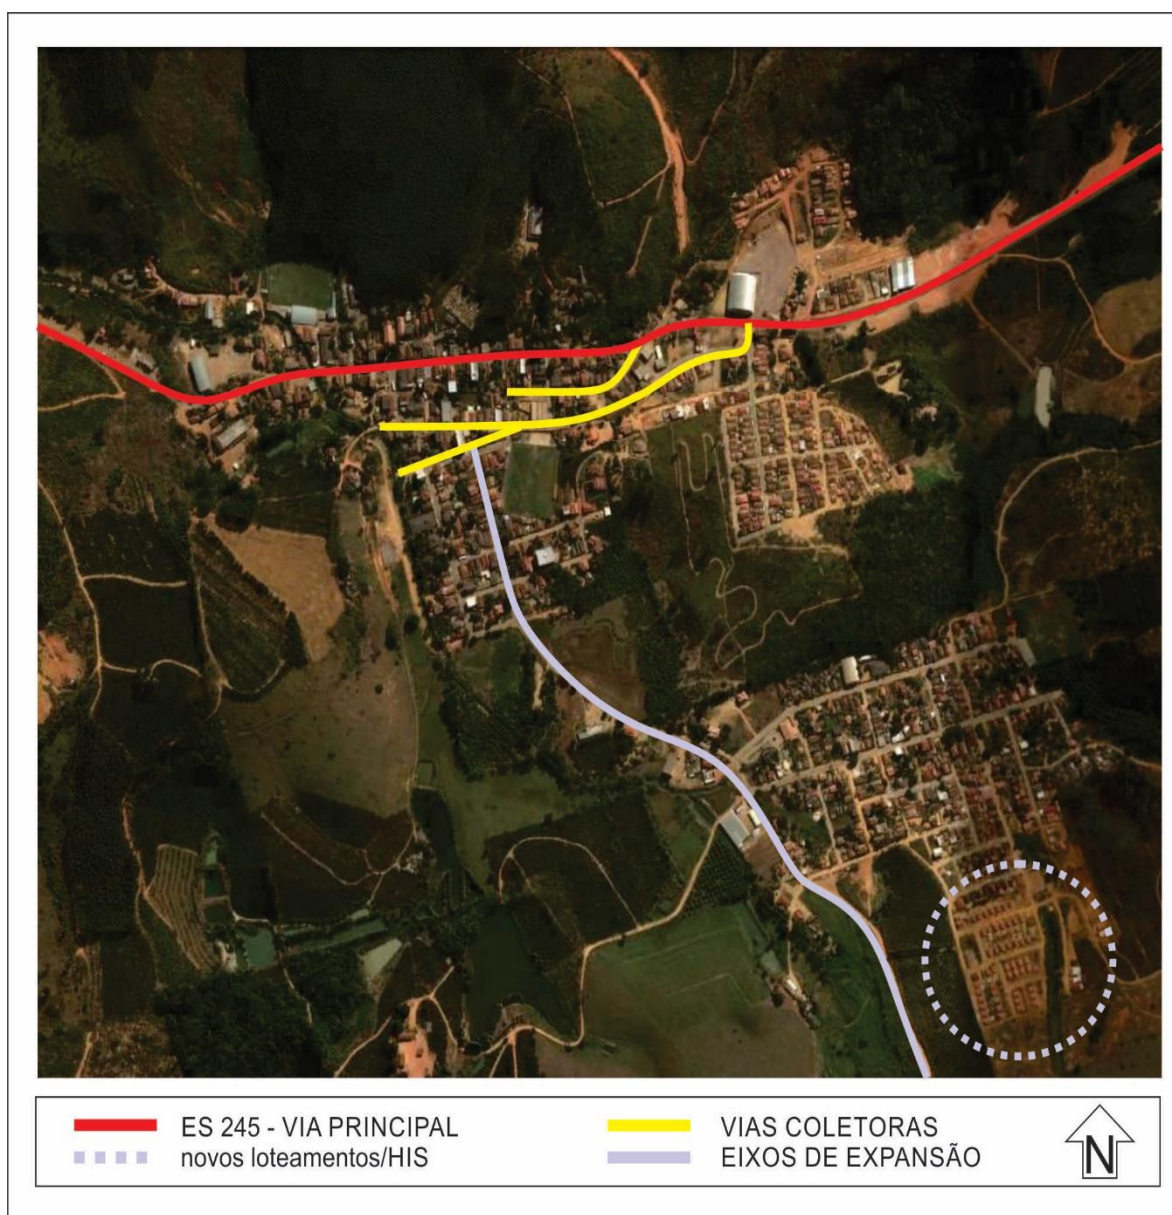 ES 245 - VIA PRINCIPAL
novos loteamentos/HIS
VIAS COLETORAS
EIXOS DE EXPANSÃO
N